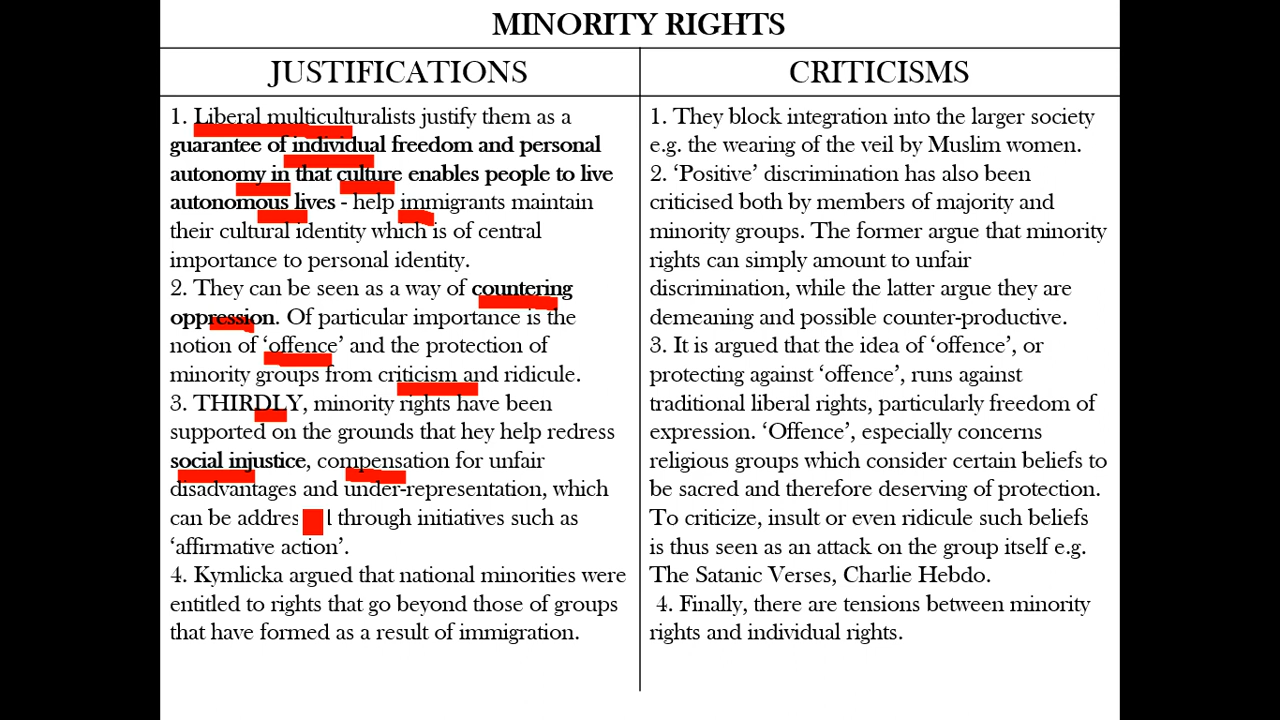 MINORITY RIGHTS
JUSTIFICATIONS
1. Liberal multiculturalists justify them as a
guarantee of individual freedom and personal
autonomy in that culture enables people to live
autonomous lives - help immigrants maintain
their cultural identity which is of central
importance to personal identity.
2. They can be seen as a way of countering
oppression. Of particular importance is the
notion of ‘offence’ and the protection of
minority groups from criticism and ridicule.
3. THIRDLY, minority rights have been
supported on the grounds that hey help redress
social injustice, compensation for unfair
disadvantages and under-representation, which
can be through initiatives such as
‘affirmative action’.
4. Kymlicka argued that national minorities were
entitled to rights that go beyond those of groups
that have formed as a result of immigration.
CRITICISMS
1. They block integration into the larger society
e.g. the wearing of the veil by Muslim women.
2. ‘Positive’ discrimination has also been
criticised both by members of majority and
minority groups. The former argue that minority
rights can simply amount to unfair
discrimination, while the latter argue they are
demeaning and possible counter-productive.
3. It is argued that the idea of ‘offence’, or
protecting against ‘offence’, runs against
traditional liberal rights, particularly freedom of
expression. ‘Offence’, especially concerns
religious groups which consider certain beliefs to
be sacred and therefore deserving of protection.
To criticize, insult or even ridicule such beliefs
is thus seen as an attack on the group itself e.g.
The Satanic Verses, Charlie Hebdo.
4. Finally, there are tensions between minority
rights and individual rights.